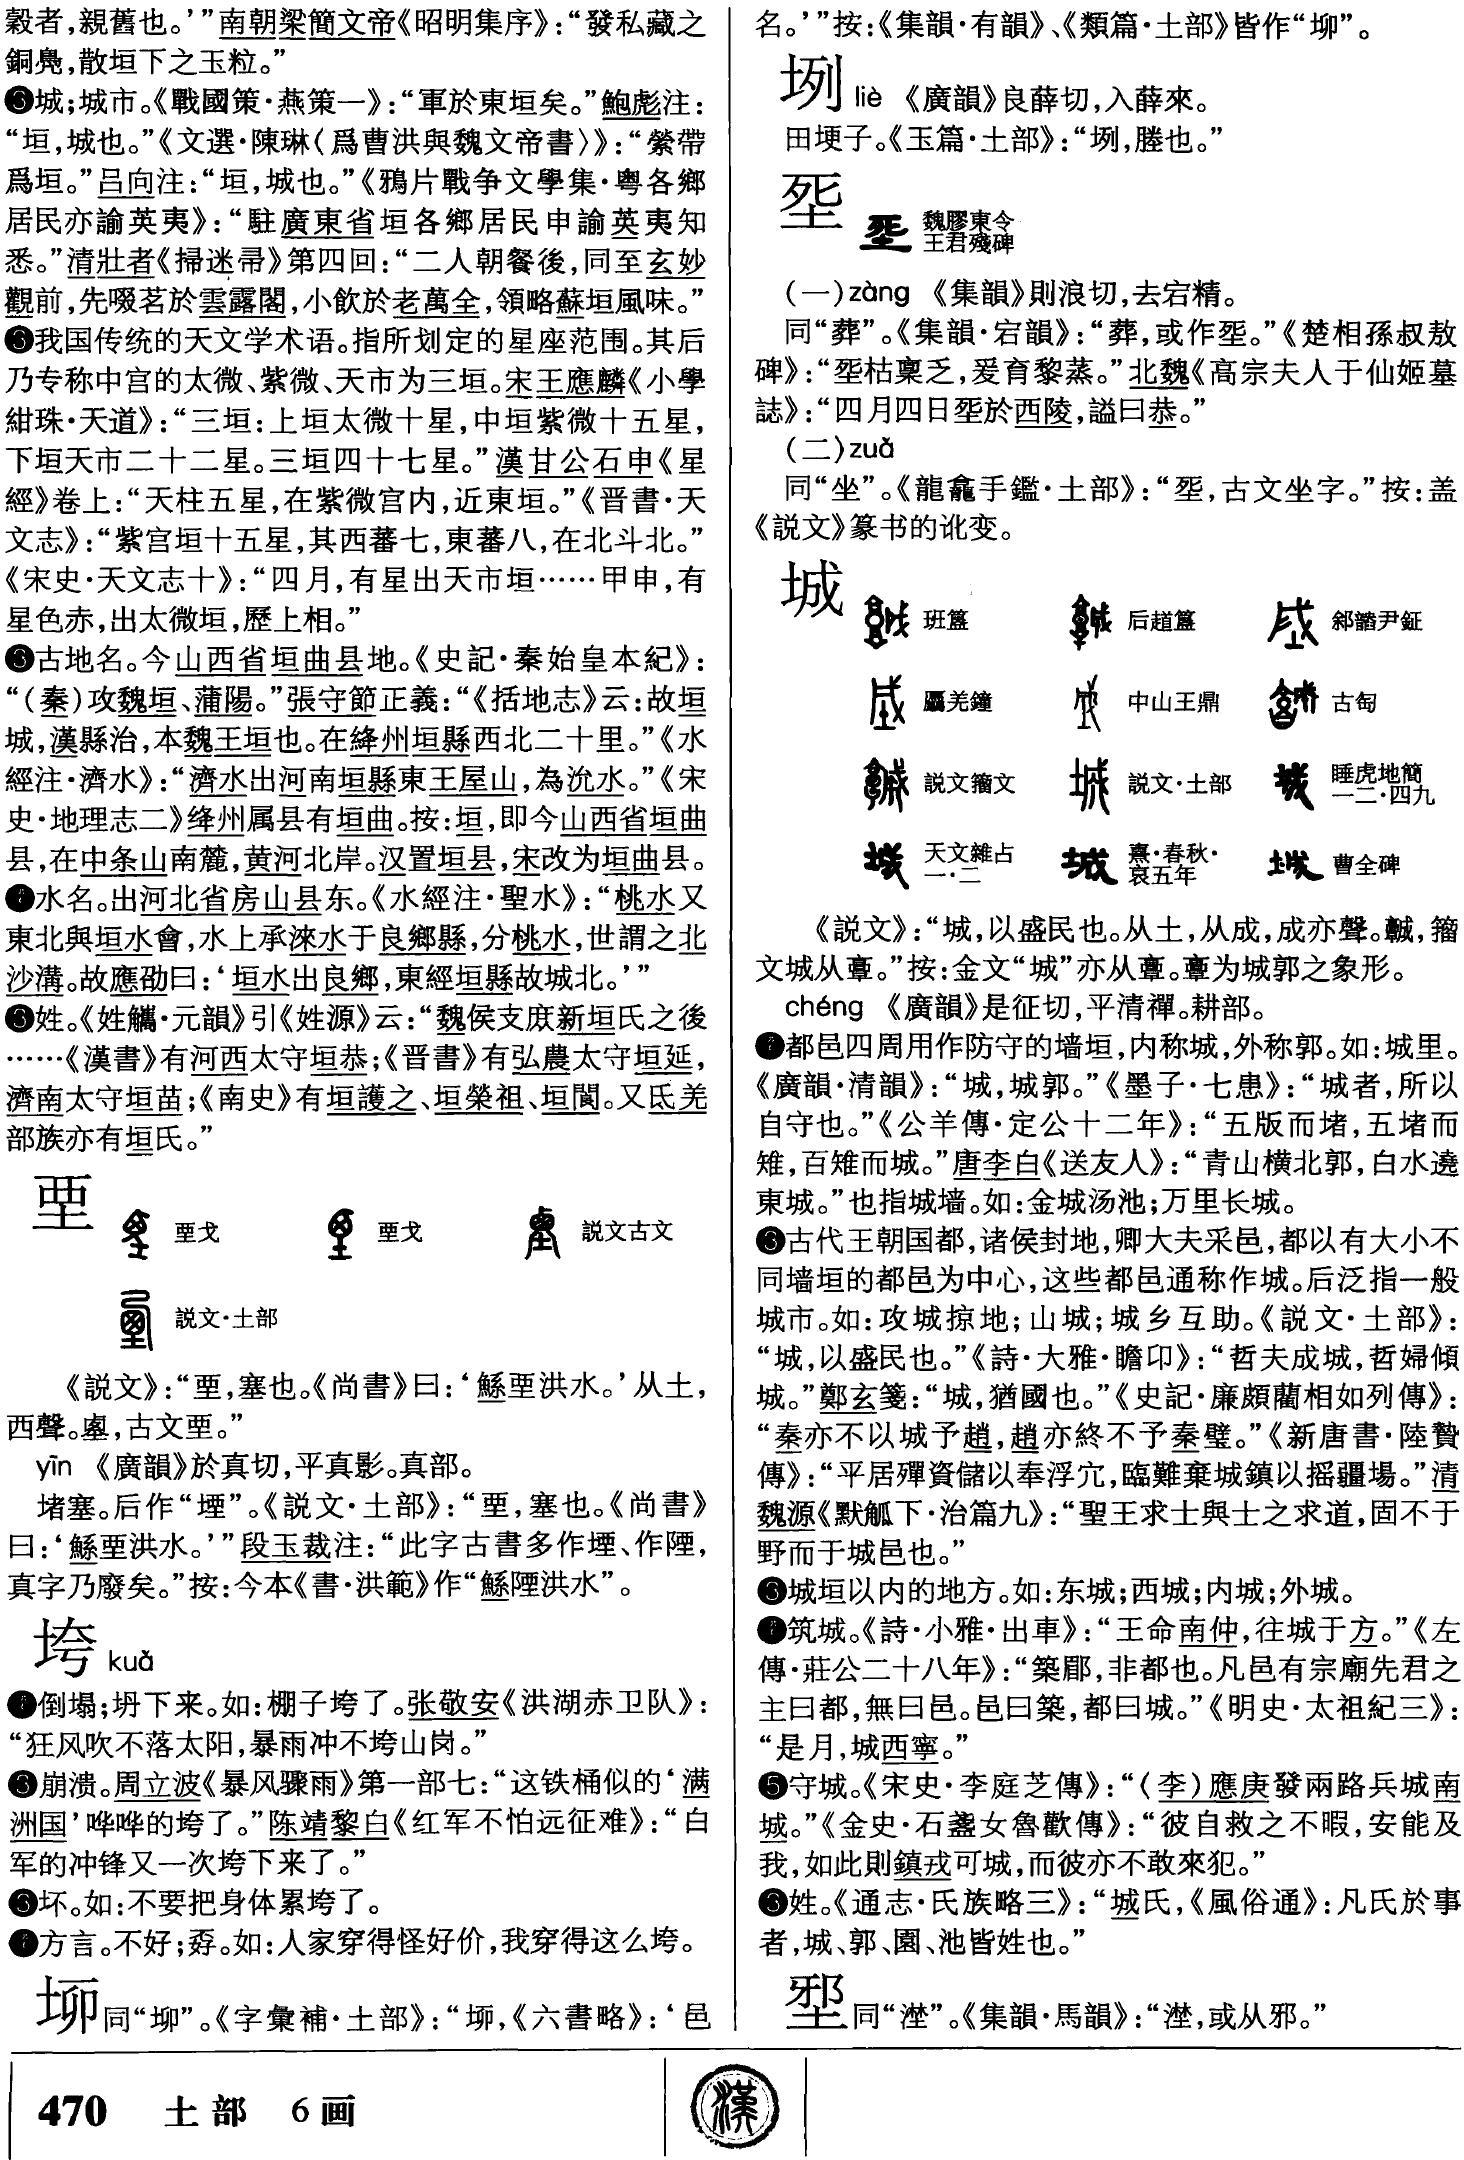 穀者，親舊也。’”南朝梁簡文帝《昭明集序》：“發私藏之
銅鳧，散垣下之玉粒。”
❸城；城市。《戰國策·燕策一》：“軍於東垣矣。”鮑彪注：
“垣，城也。”《文選·陳琳〈爲曹洪與魏文帝書〉》：“縈帶
爲垣。”吕向注：“垣，城也。”《鴉片戰争文學集·粤各鄉
居民亦諭英夷》：“駐廣東省垣各鄉居民申諭英夷知
悉。”清壯者《掃迷帚》第四回：“二人朝餐後，同至玄妙
觀前，先啜茗於雲露閣，小飲於老萬全，領略蘇垣風味。”
❸我国传统的天文学术语。指所划定的星座范围。其后
乃专称中宫的太微、紫微、天市为三垣。宋王應麟《小學
紺珠·天道》：“三垣：上垣太微十星，中垣紫微十五星，
下垣天市二十二星。三垣四十七星。”漢甘公石申《星
經》卷上：“天柱五星，在紫微宫内，近東垣。”《晋書·天
文志》：“紫宫垣十五星，其西蕃七，東蕃八，在北斗北。”
《宋史·天文志十》：“四月，有星出天市垣……甲申，有
星色赤，出太微垣，歷上相。”
❸古地名。今山西省垣曲县地。《史記·秦始皇本紀》：
“（秦）攻魏垣、蒲陽。”張守節正義：“《括地志》云：故垣
城，漢縣治，本魏王垣也。在絳州垣縣西北二十里。”《水
經注·濟水》：“濟水出河南垣縣東王屋山，為沇水。”《宋
史·地理志二》绛州属县有垣曲。按：垣，即今山西省垣曲
县，在中条山南麓，黄河北岸。汉置垣县，宋改为垣曲县。
❼水名。出河北省房山县东。《水經注·聖水》：“桃水又
東北與垣水會，水上承淶水于良鄉縣，分桃水，世謂之北
沙溝。故應劭曰：‘垣水出良鄉，東經垣縣故城北。’”
❸姓。《姓觿·元韻》引《姓源》云：“魏侯支庶新垣氏之後
……《漢書》有河西太守垣恭；《晋書》有弘農太守垣延，
濟南太守垣苗；《南史》有垣護之、垣榮祖、垣閬。又氐羌
部族亦有垣氏。”
垔
垔戈 垔戈 説文古文
説文·土部
《説文》：“垔，塞也。《尚書》曰：‘鯀垔洪水。’从土，
西聲。𡍪，古文垔。”
yīn 《廣韻》於真切，平真影。真部。
堵塞。后作“堙”。《説文·土部》：“垔，塞也。《尚書》
曰：‘鯀垔洪水。’”段玉裁注：“此字古書多作堙、作陻，
真字乃廢矣。”按：今本《書·洪範》作“鯀陻洪水”。
垮 kuǎ
❼倒塌；坍下来。如：棚子垮了。张敬安《洪湖赤卫队》：
“狂风吹不落太阳，暴雨冲不垮山岗。”
❸崩溃。周立波《暴风骤雨》第一部七：“这铁桶似的‘满
洲国’哗哗的垮了。”陈靖黎白《红军不怕远征难》：“白
军的冲锋又一次垮下来了。”
❸坏。如：不要把身体累垮了。
❼方言。不好；孬。如：人家穿得怪好价，我穿得这么垮。
同“𡊟”。《字彙補·土部》：“《六書略》：‘邑
名。’”按：《集韻·有韻》、《類篇·土部》皆作“𡊟”。
㘺 liè 《廣韻》良薛切，入薛來。
田埂子。《玉篇·土部》：“㘺，塍也。”
塟
魏膠東令
王君殘碑
（一）zàng 《集韻》則浪切，去宕精。
同“葬”。《集韻·宕韻》：“葬，或作垩。”《楚相孫叔敖
碑》：“枯稟乏，爰育黎蒸。”北魏《高宗夫人于仙姬墓
誌》：“四月四日於西陵，謚曰恭。”
（二）zuǎ
同“坐”。《龍龕手鑑·土部》：“古文坐字。”按：盖
《説文》篆书的讹变。
城
班簋 后趙簋 䣄𧫒尹鉦
驫羌鐘 中山王鼎 古匋
説文籀文 説文·土部 睡虎地簡
一二·四九
天文雜占
一·二 熹·春秋·
哀五年 曹全碑
《説文》：“城，以盛民也。从土，从成，成亦聲。𩫨，籀
文城从𩫏。”按：金文“城”亦从𩫏。𩫏为城郭之象形。
chéng 《廣韻》是征切，平清禪。耕部。
❼都邑四周用作防守的墙垣，内称城，外称郭。如：城里。
《廣韻·清韻》：“城，城郭。”《墨子·七患》：“城者，所以
自守也。”《公羊傳·定公十二年》：“五版而堵，五堵而
雉，百雉而城。”唐李白《送友人》：“青山横北郭，白水遶
東城。”也指城墙。如：金城汤池；万里长城。
❸古代王朝国都，诸侯封地，卿大夫采邑，都以有大小不
同墙垣的都邑为中心，这些都邑通称作城。后泛指一般
城市。如：攻城掠地；山城；城乡互助。《説文·土部》：
“城，以盛民也。”《詩·大雅·瞻卬》：“哲夫成城，哲婦傾
城。”鄭玄箋：“城，猶國也。”《史記·廉頗藺相如列傳》：
“秦亦不以城予趙，趙亦終不予秦璧。”《新唐書·陸贄
傳》：“平居殫資儲以奉浮冗，臨難棄城鎮以摇疆場。”清
魏源《默觚下·治篇九》：“聖王求士與士之求道，固不于
野而于城邑也。”
❸城垣以内的地方。如：东城；西城；内城；外城。
❼筑城。《詩·小雅·出車》：“王命南仲，往城于方。”《左
傳·莊公二十八年》：“築郿，非都也。凡邑有宗廟先君之
主曰都，無曰邑。邑曰築，都曰城。”《明史·太祖紀三》：
“是月，城西寧。”
❺守城。《宋史·李庭芝傳》：“（李）應庚發兩路兵城南
城。”《金史·石盞女魯歡傳》：“彼自救之不暇，安能及
我，如此則鎮戎可城，而彼亦不敢來犯。”
❸姓。《通志·氏族略三》：“城氏，《風俗通》：凡氏於事
者，城、郭、園、池皆姓也。”
同“漜”。《集韻·馬韻》：“漜，或从邪。”
470 土部 6画
漢